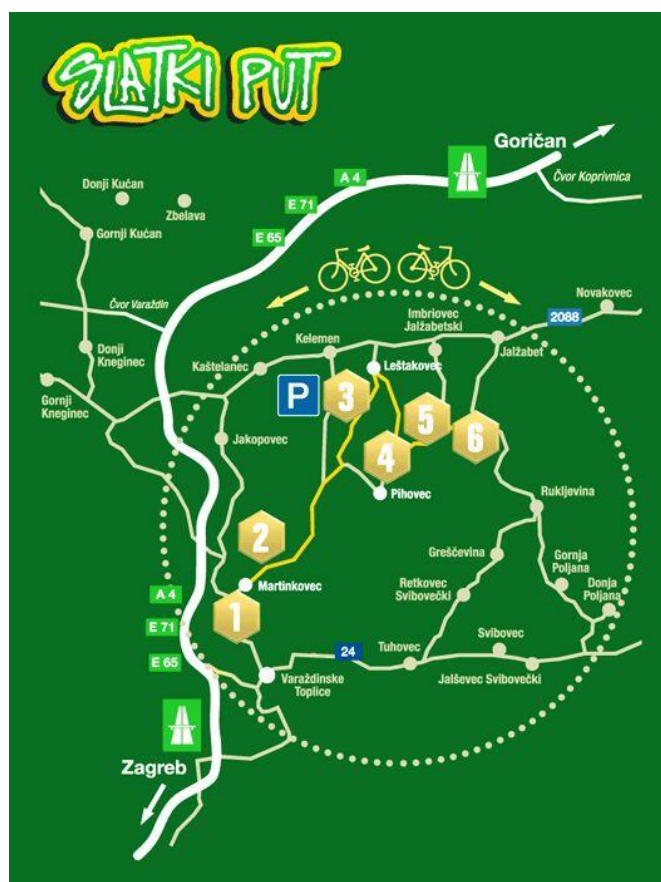 SLATKI PUT
Goričan
A 4
Čvor Koprivnica
Donji Kućan
Zbelava
E 71
Gornji Kućan
E 65
Čvor Varaždin
Novakovec
2088
Imbriovec
Jalžabetski
Kelemen
Jalžabet
Donji
Kneginec
Kaštelanec
Leštakovec
Gornji
Kneginec
P
3
5
6
Jakopovec
4
Pihovec
Rukljevina
2
Greščevina
Gornja
Poljana
Martinkovec
Retkovec
Svibovečki
Donja
Poljana
A 4
1
E 71
24
Tuhovec
Svibovec
E 65
Varaždinske
Toplice
Jalševec Svibovečki
Zagreb